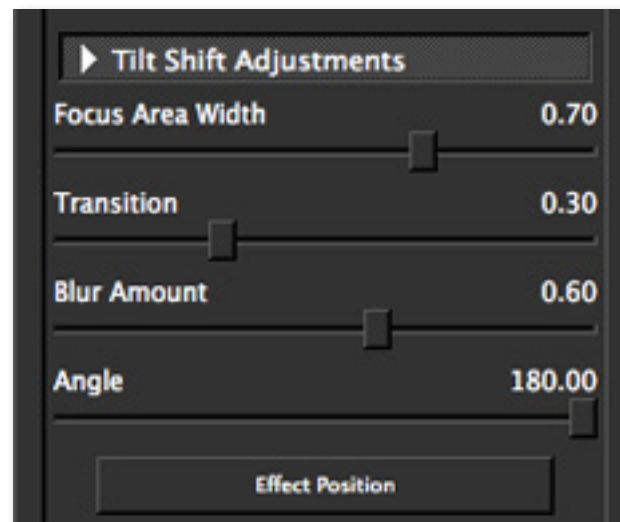 Tilt Shift Adjustments
Focus Area Width 0.70
Transition 0.30
Blur Amount 0.60
Angle 180.00
Effect Position